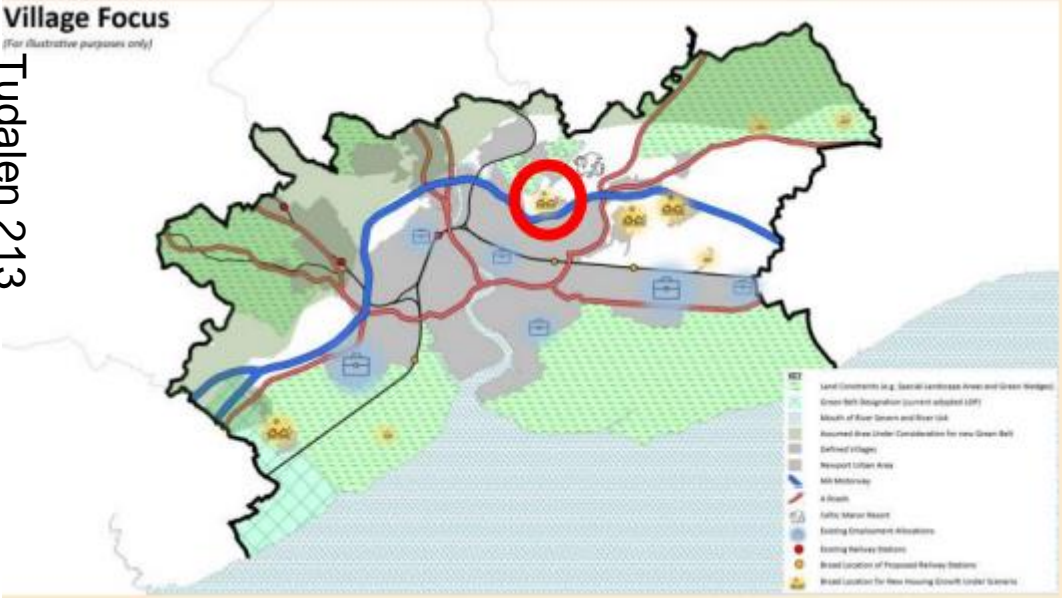 Village Focus
(For illustrative purposes only)
Tudalen 213
KEY
Land Constraints (e.g. Special Landscape Areas and Green Wedges)
Green Belt Designation (current adopted LDP)
Mouth of River Severn and River Usk
Assumed Area Under Consideration for new Green Belt
Defined Villages
Newport Urban Area
M4 Motorway
A Roads
Celtic Manor Resort
Existing Employment Allocations
Existing Railway Stations
Broad Location of Proposed Railway Stations
Broad Location for New Housing Growth Under Scenario